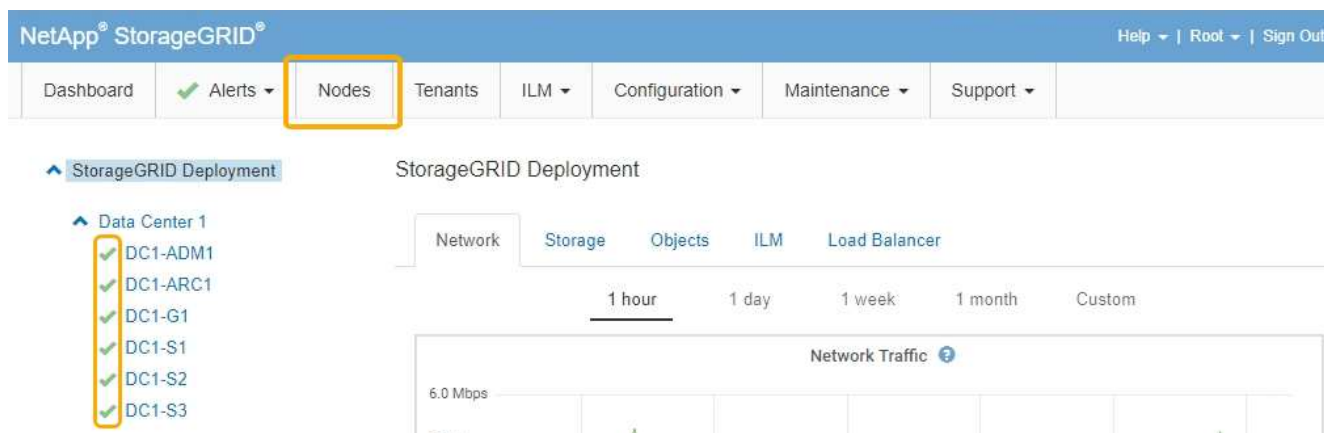 NetApp® StorageGRID®
Help | Root | Sign Out
Dashboard Alerts Nodes Tenants ILM Configuration Maintenance Support
StorageGRID Deployment
Data Center 1
DC1-ADM1
DC1-ARC1
DC1-G1
DC1-S1
DC1-S2
DC1-S3
StorageGRID Deployment
Network Storage Objects ILM Load Balancer
1 hour 1 day 1 week 1 month Custom
Network Traffic ?
6.0 Mbps